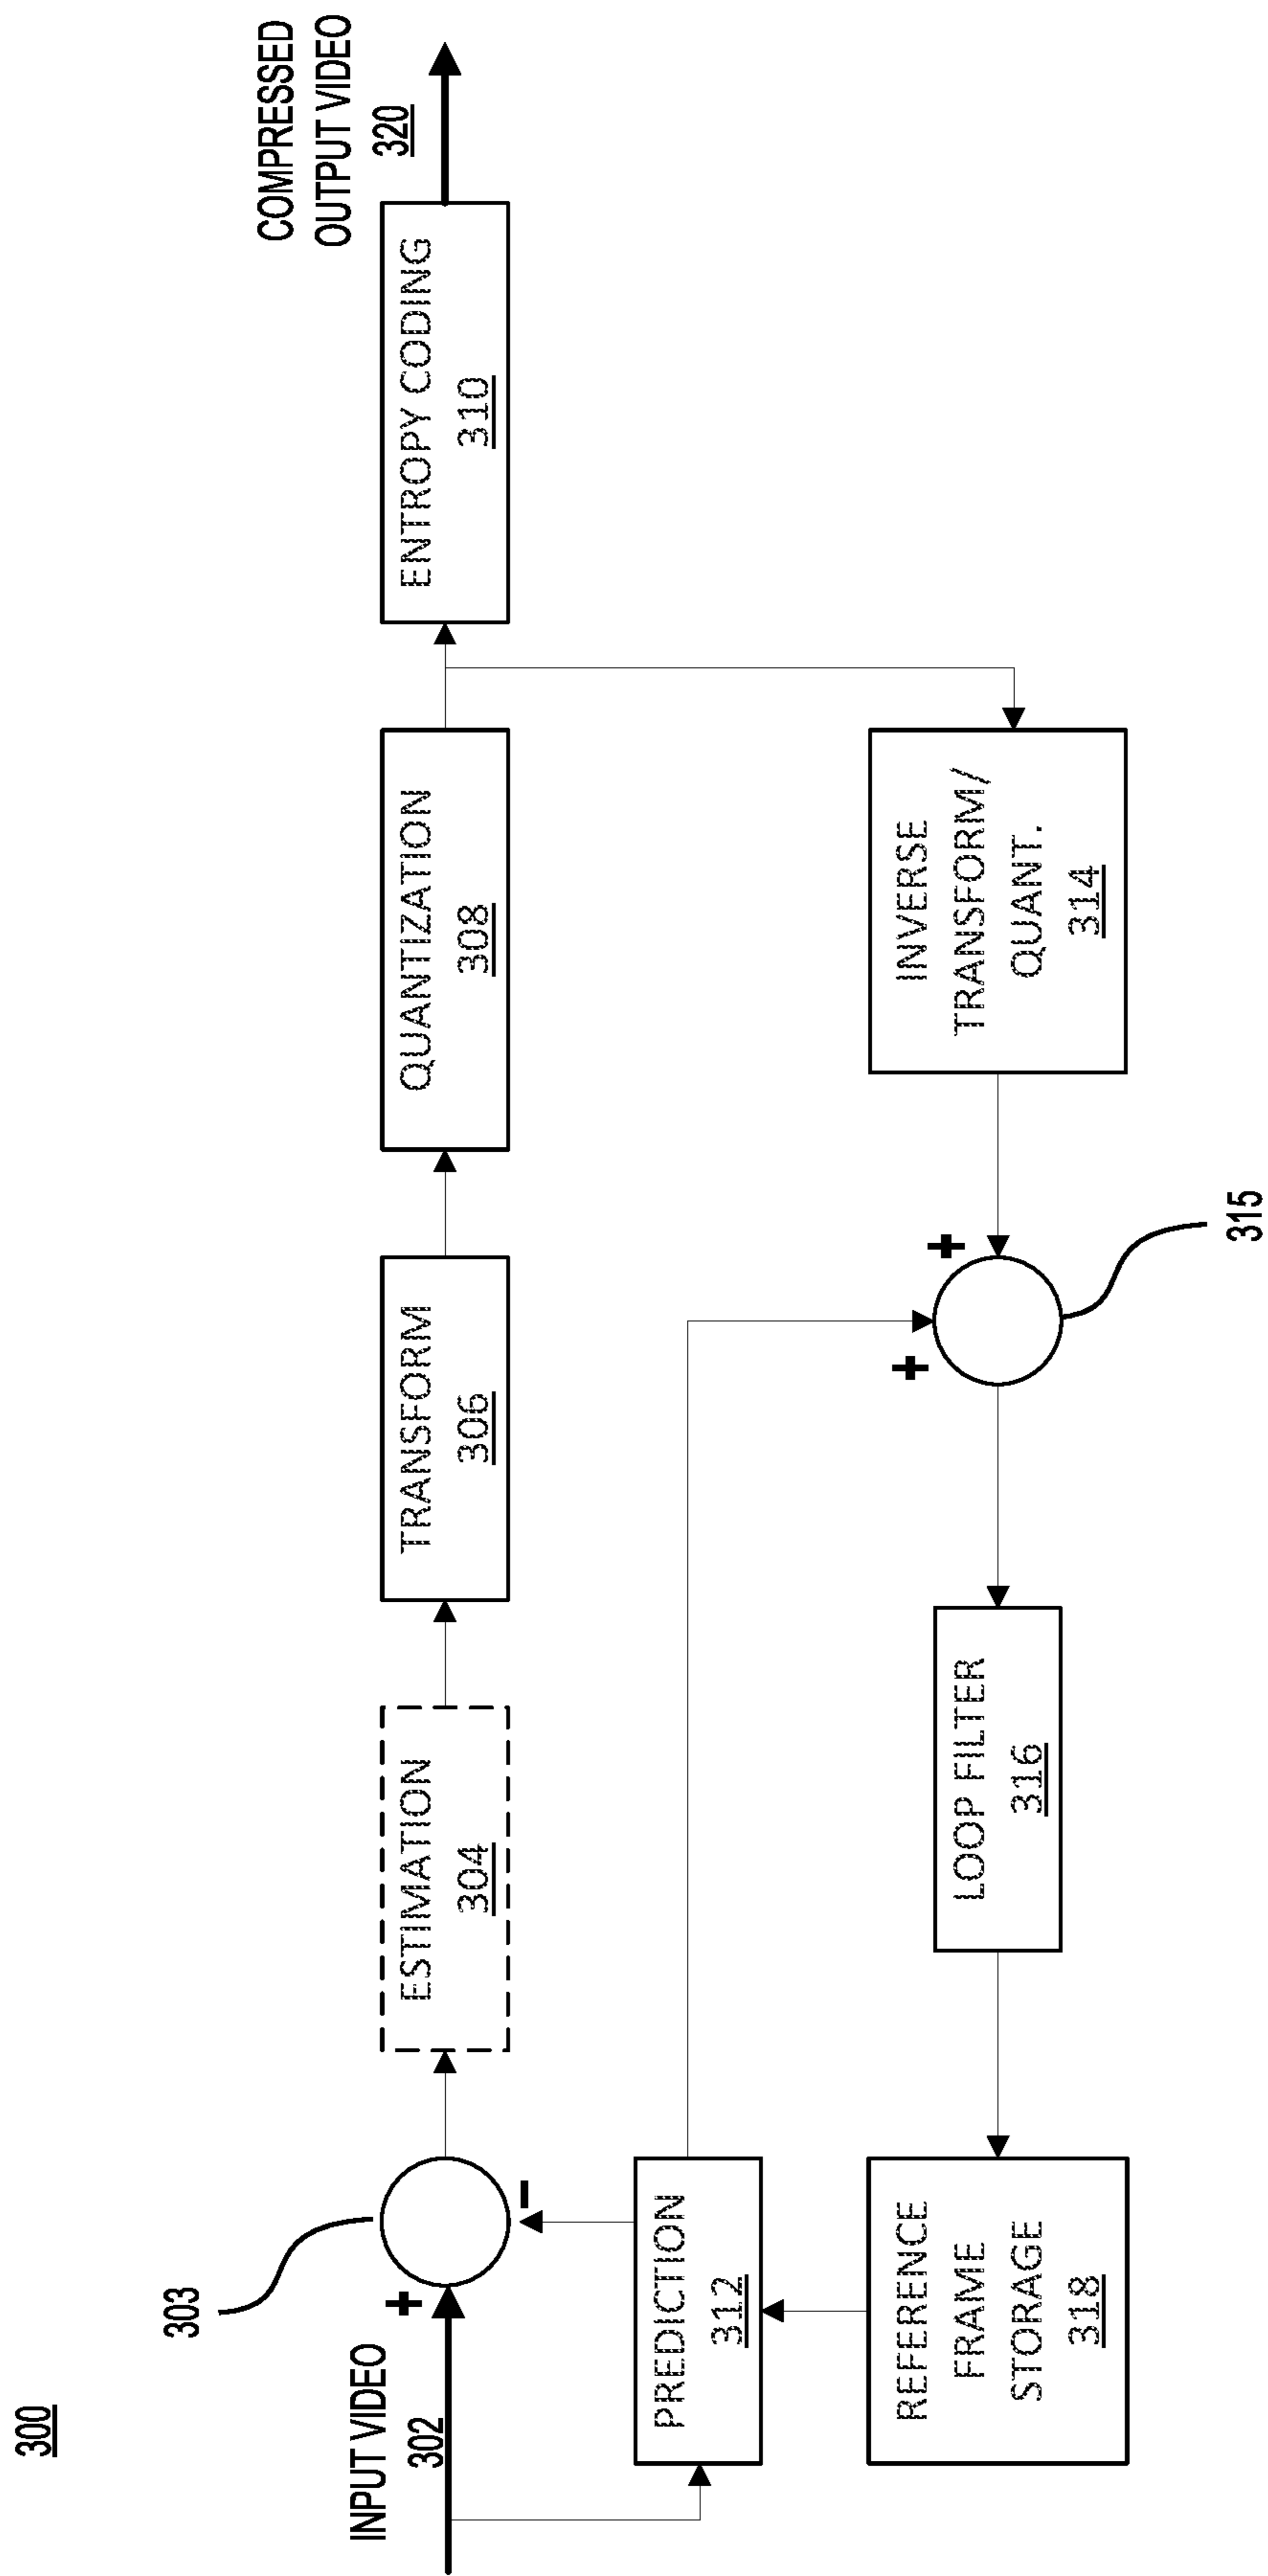 300
303
INPUT VIDEO
302
ESTIMATION
304
TRANSFORM
306
QUANTIZATION
308
ENTROPY CODING
310
COMPRESSED
OUTPUT VIDEO
320
+
-
PREDICTION
312
+
+
315
INVERSE
TRANSFORM/
QUANT.
314
LOOP FILTER
316
REFERENCE
FRAME
STORAGE
318